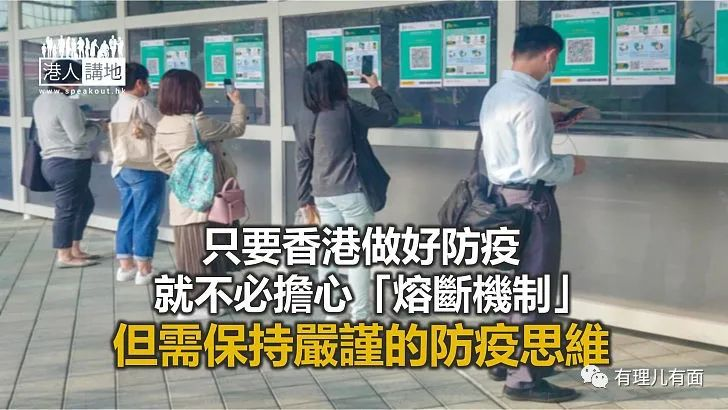 港人講地
www.speakout.hk
只要香港做好防疫
就不必擔心「熔斷機制」
但需保持嚴謹的防疫思維
有理儿有面